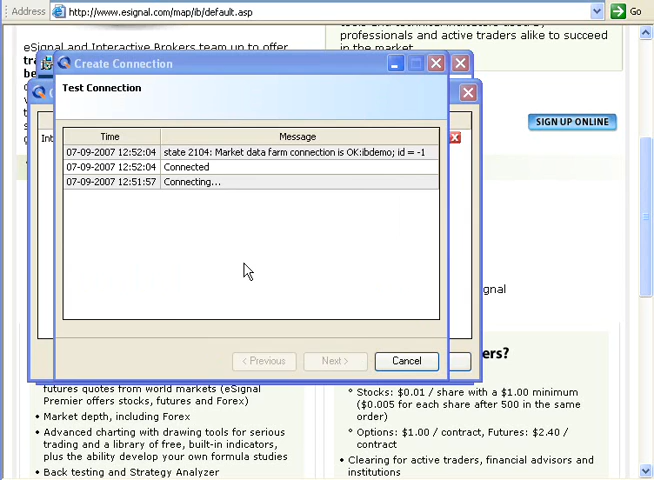 Address http://www.esignal.com/map/ib/default.asp Go
professionals and active traders alike to succeed
in the market
eSignal and Interactive Brokers team up to offer
Create Connection
Test Connection
SIGN UP ONLINE
Int
Time Message
07-09-2007 12:52:04 state 2104: Market data farm connection is OK:ibdemo; id = -1
07-09-2007 12:52:04 Connected
07-09-2007 12:51:57 Connecting...
gnal
< Previous Next > Cancel
ers?
futures quotes from world markets (eSignal
Premier offers stocks, futures and Forex)
• Market depth, including Forex
• Advanced charting with drawing tools for serious
trading and a library of free, built-in indicators,
plus the ability develop your own formula studies
• Back testing and Strategy Analyzer
• Stocks: $0.01 / share with a $1.00 minimum
($0.005 for each share after 500 in the same
order)
• Options: $1.00 / contract, Futures: $2.40 /
contract
• Clearing for active traders, financial advisors and
institutions